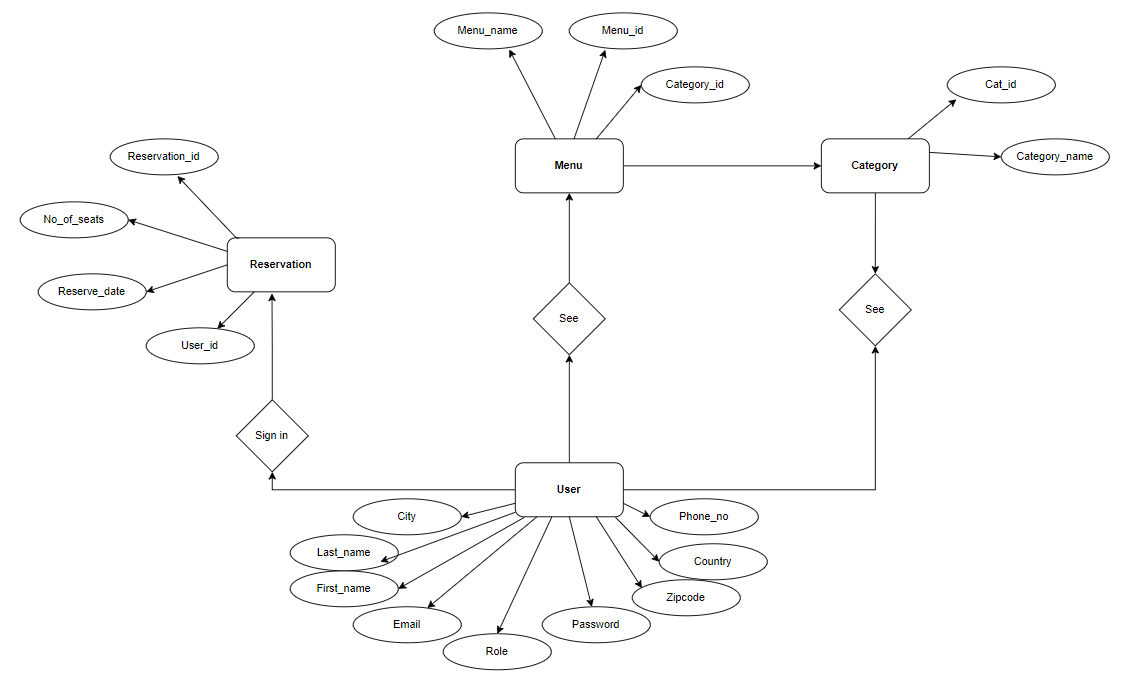 Menu_name
Menu_id
Category_id
Cat_id
Category_name
Menu
Category
Reservation_id
No_of_seats
Reservation
Reserve_date
User_id
See
See
Sign in
User
City
Phone_no
Last_name
Country
First_name
Zipcode
Email
Password
Role